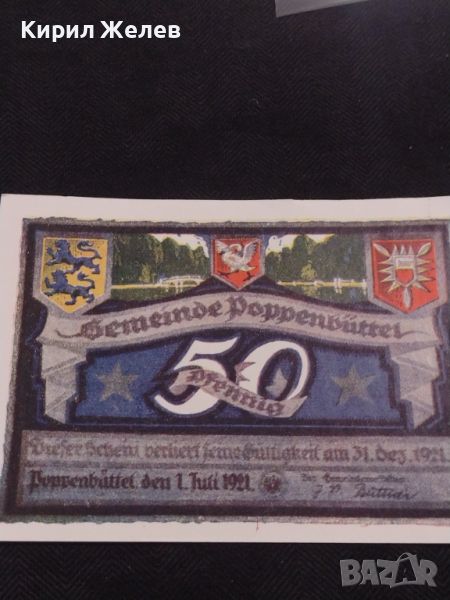 Кирил Желев
Gemeinde Poppenbüttel
50
Pfennig
Dieser Schein verliert seine Gültigkeit am 31. Dez. 1921.
Poppenbüttel, den 1. Juli 1921.
BAZAR